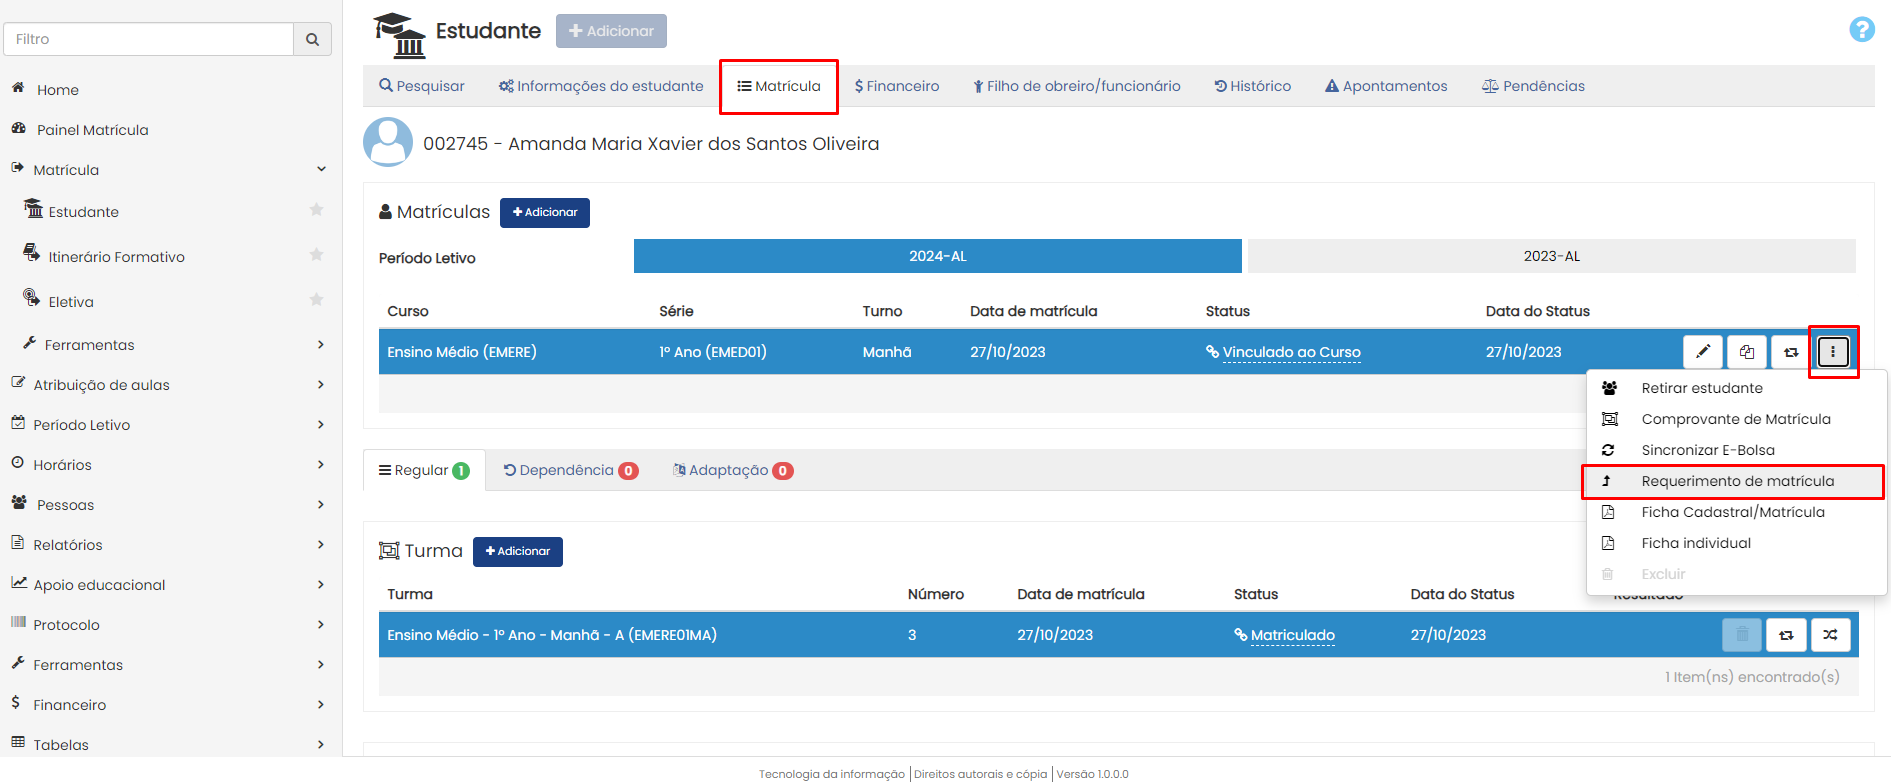 Filtro
Home
Painel Matrícula
Matrícula
Estudante
Itinerário Formativo
Eletiva
Ferramentas
Atribuição de aulas
Período Letivo
Horários
Pessoas
Relatórios
Apoio educacional
Protocolo
Ferramentas
Financeiro
Tabelas
Estudante
Adicionar
Pesquisar Informações do estudante Matrícula Financeiro Filho de obreiro/funcionário Histórico Apontamentos Pendências
002745 - Amanda Maria Xavier dos Santos Oliveira
Matrículas Adicionar
Período Letivo 2024-AL 2023-AL
Curso Série Turno Data de matrícula Status Data do Status
Ensino Médio (EMERE) 1º Ano (EMED01) Manhã 27/10/2023 Vinculado ao Curso 27/10/2023
Retirar estudante
Comprovante de Matrícula
Sincronizar E-Bolsa
Requerimento de matrícula
Ficha Cadastral/Matrícula
Ficha individual
Excluir
Regular 1 Dependência 0 Adaptação 0
Turma Adicionar
Turma Número Data de matrícula Status Data do Status Resultado
Ensino Médio - 1º Ano - Manhã - A (EMERE01MA) 3 27/10/2023 Matriculado 27/10/2023
1 Item(ns) encontrado(s)
Tecnologia da informação | Direitos autorais e cópia | Versão 1.0.0.0